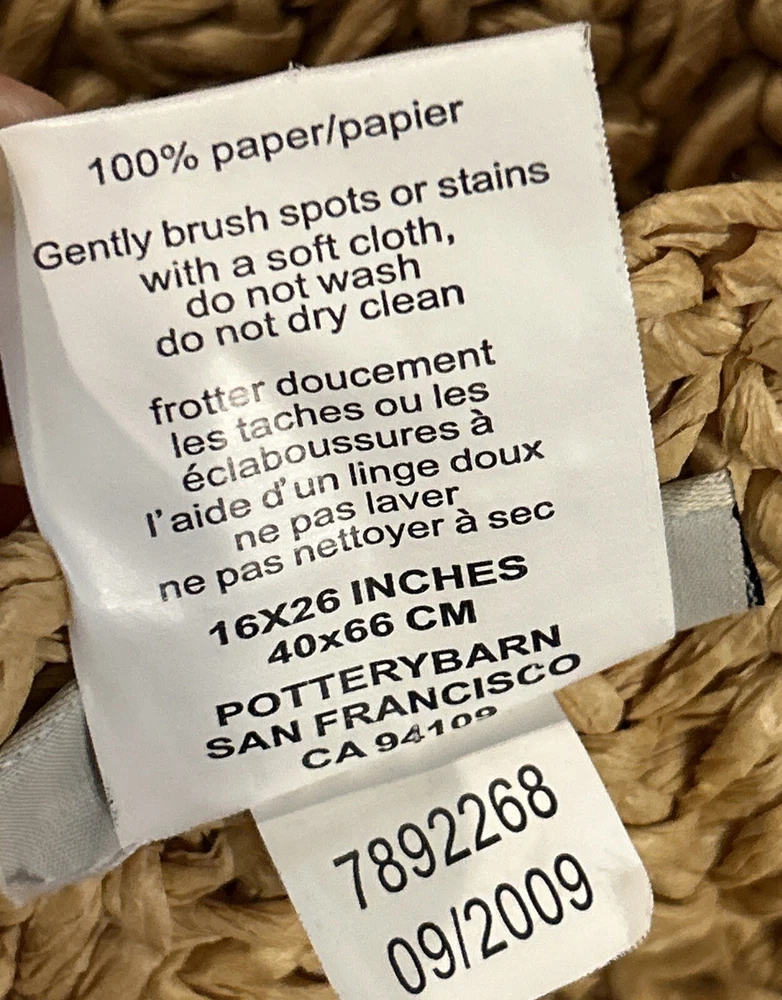 100% paper/papier
Gently brush spots or stains
with a soft cloth,
do not wash
do not dry clean
frotter doucement
les taches ou les
éclaboussures à
l'aide d'un linge doux
ne pas laver
ne pas nettoyer à sec
16X26 INCHES
40x66 CM
POTTERYBARN
SAN FRANCISCO
CA 94109
7892268
09/2009